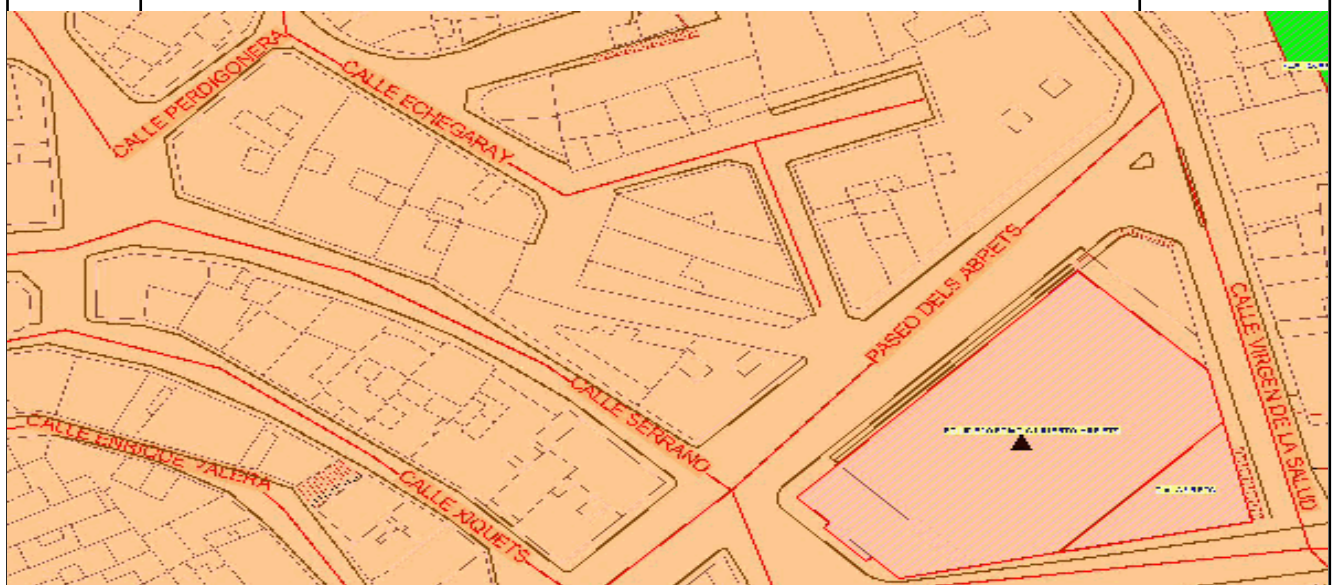 CALLE PERDIGONERA
CALLE ECHEGARAY
PASEO DELS ABRETS
CALLE VIRGEN DE LA SALUD
CALLE SERRANO
CALLE ENRIQUE VALERA
CALLE XIQUETS